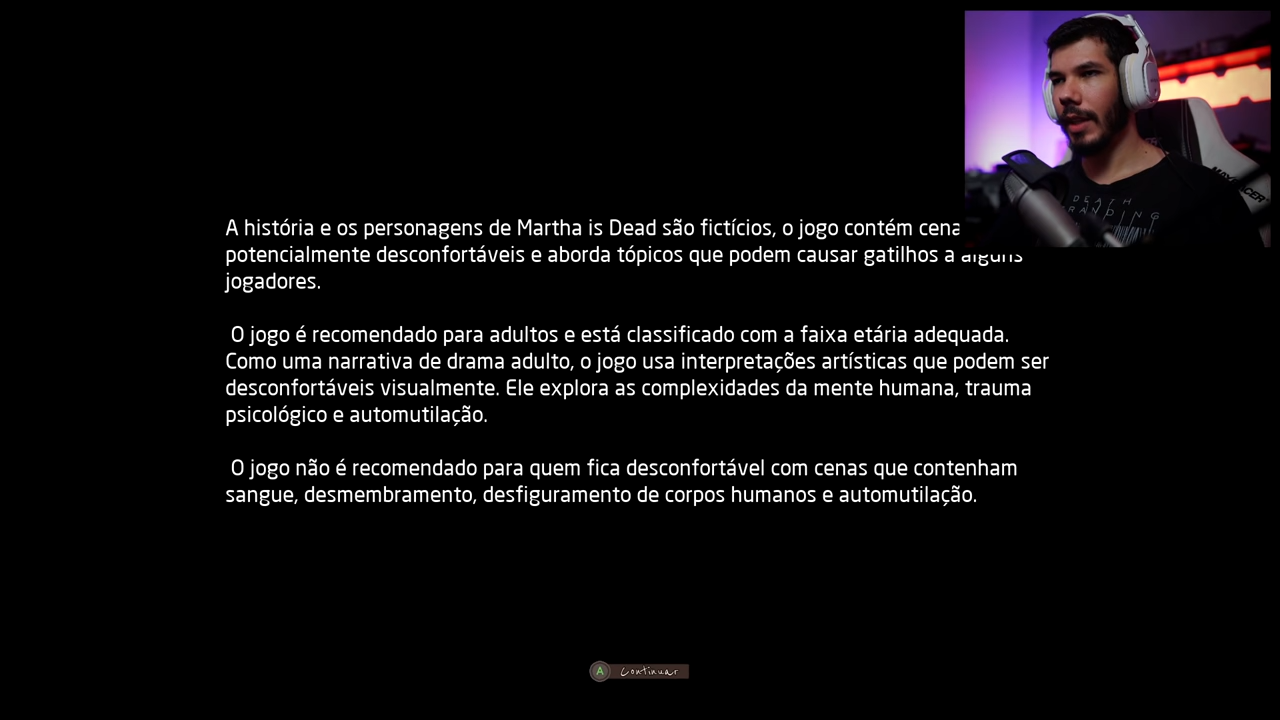 A história e os personagens de Martha is Dead são fictícios, o jogo contém
potencialmente desconfortáveis e aborda tópicos que podem causar gatilhos a alguns
jogadores.
O jogo é recomendado para adultos e está classificado com a faixa etária adequada.
Como uma narrativa de drama adulto, o jogo usa interpretações artísticas que podem ser
desconfortáveis visualmente. Ele explora as complexidades da mente humana, trauma
psicológico e automutilação.
O jogo não é recomendado para quem fica desconfortável com cenas que contenham
sangue, desmembramento, desfiguramento de corpos humanos e automutilação.
A Continuar
DEATH